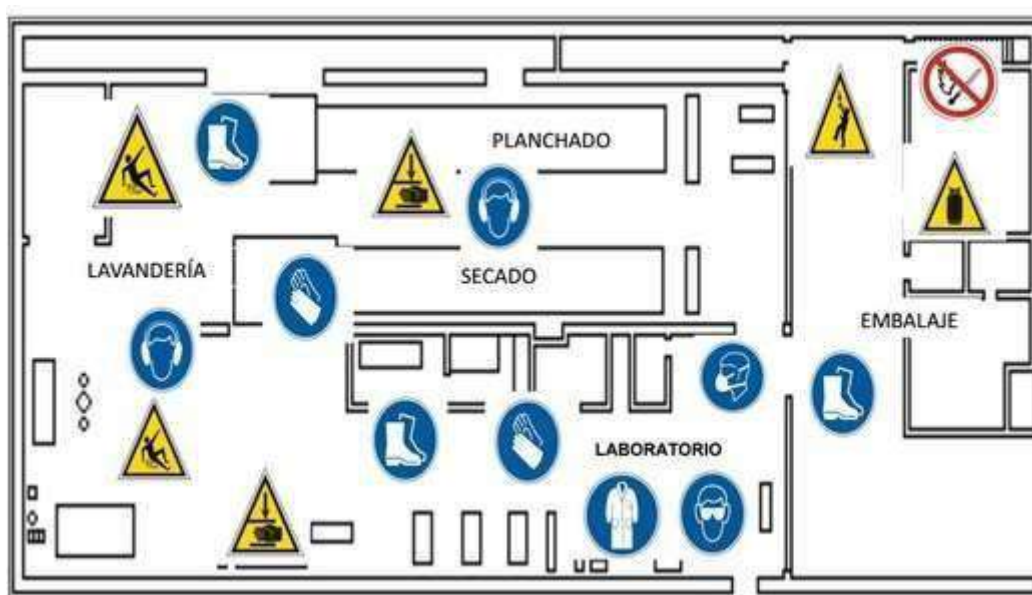 PLANCHADO
LAVANDERÍA
SECADO
EMBALAJE
LABORATORIO